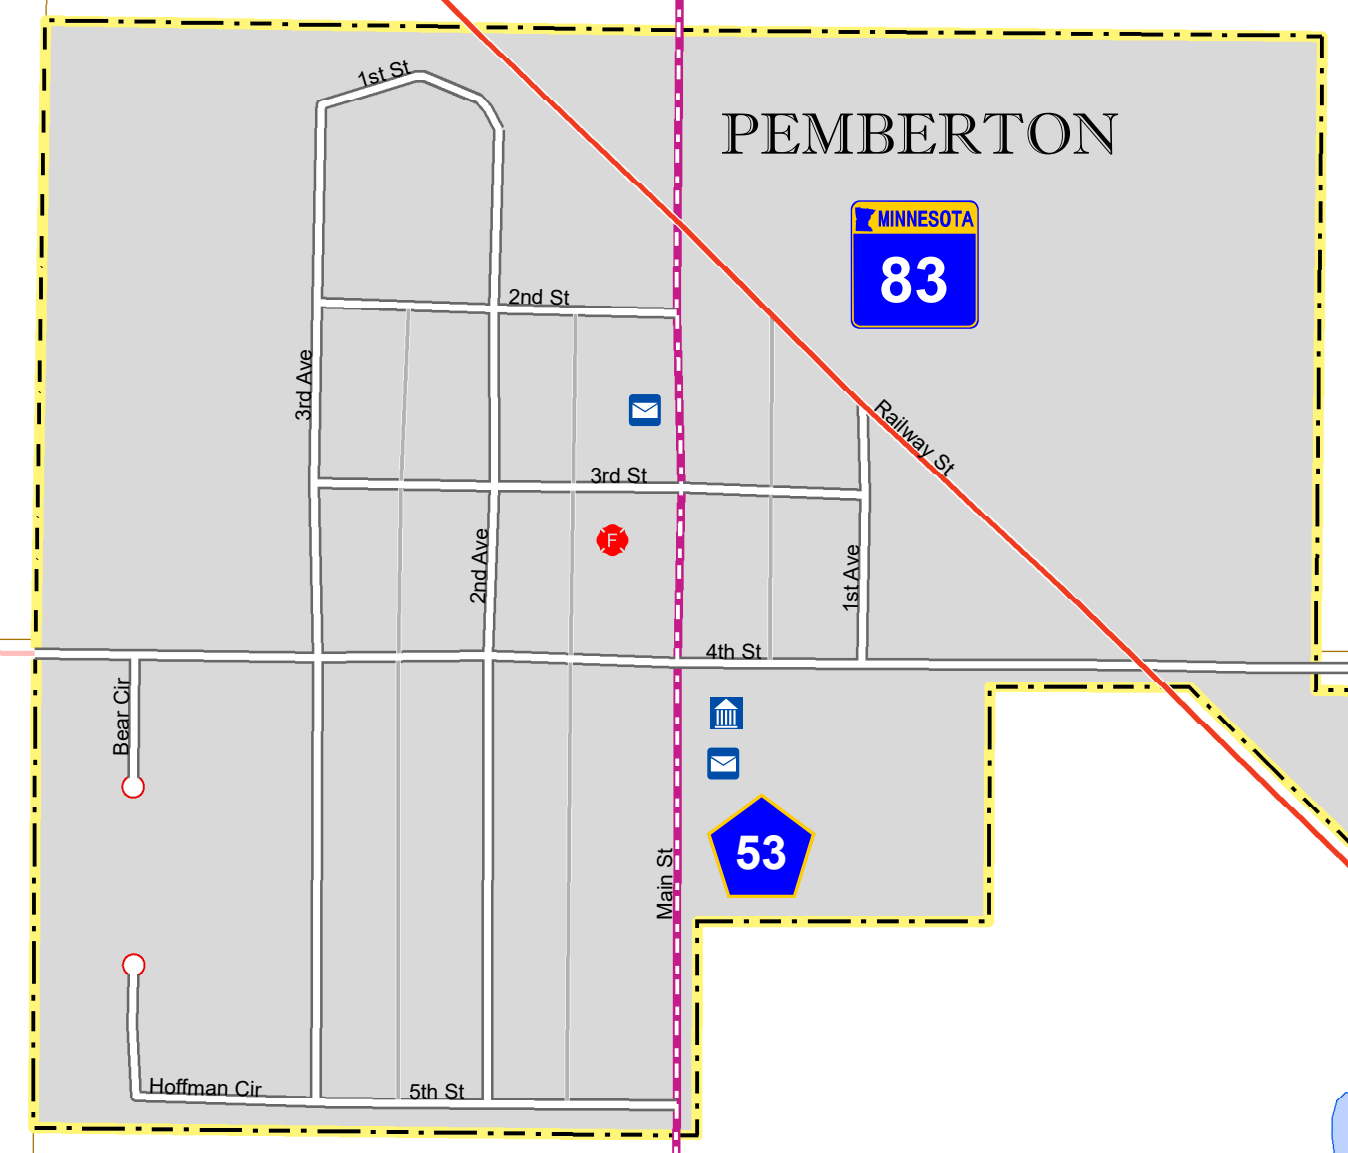 1st St
PEMBERTON
MINNESOTA
83
2nd St
3rd Ave
Railway St
3rd St
F
2nd Ave
1st Ave
4th St
Bear Cir
53
Main St
Hoffman Cir
5th St